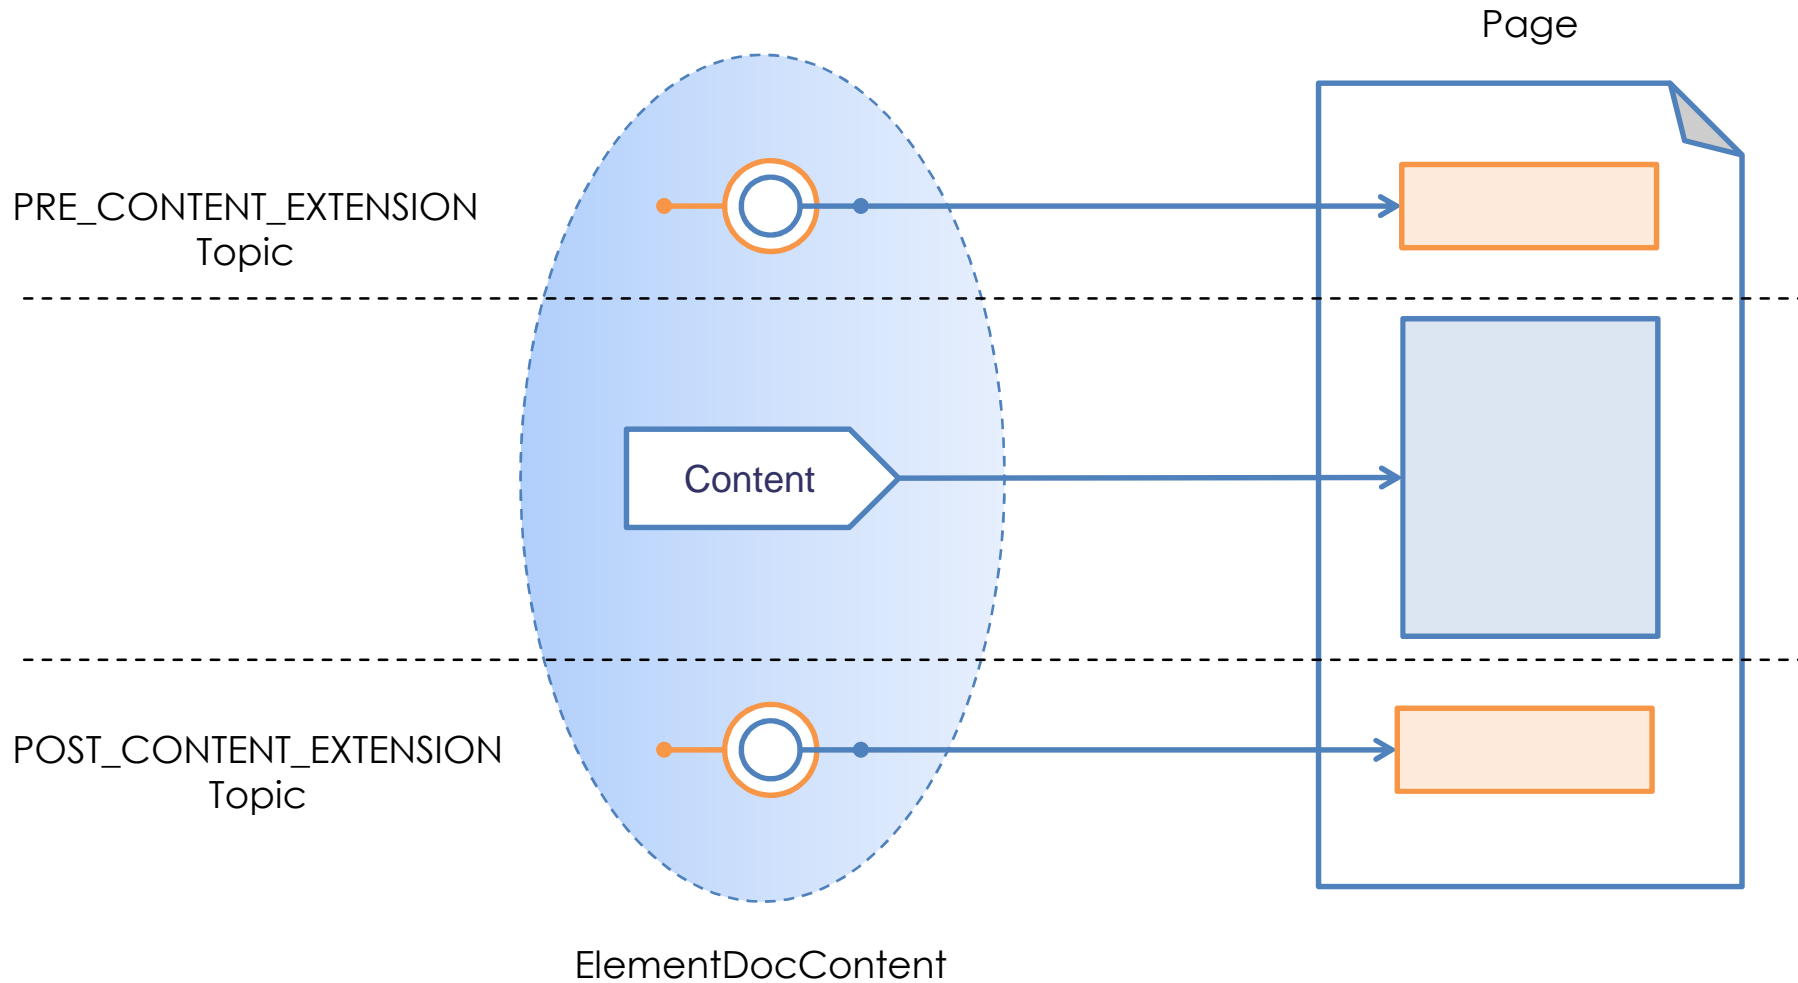 Page
PRE_CONTENT_EXTENSION
Topic
Content
POST_CONTENT_EXTENSION
Topic
ElementDocContent